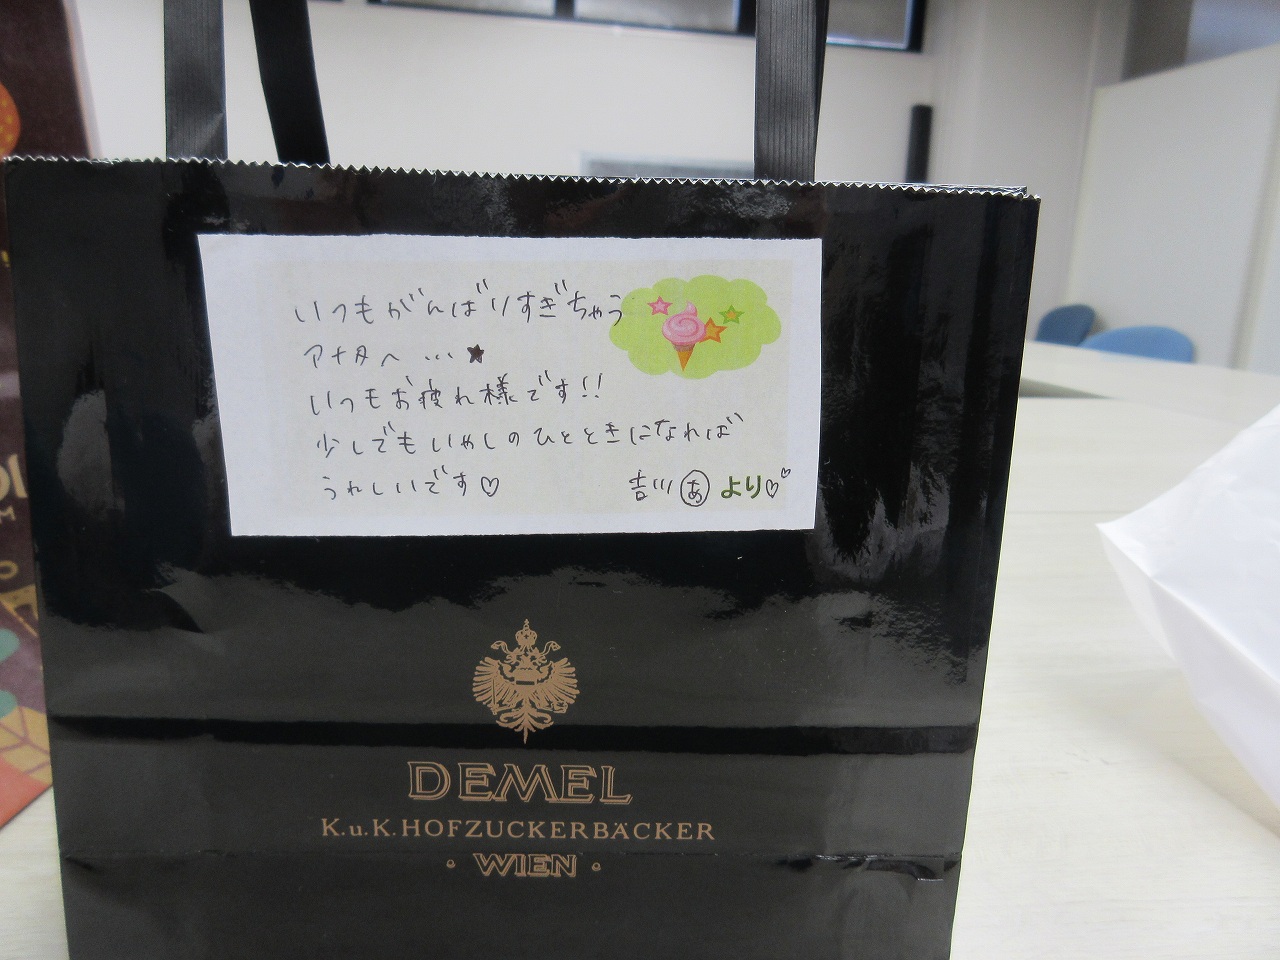 いつもがんばりすぎちゃう
アナタへ…★
いつもお疲れ様です!!
少しでもいやしのひとときになれば
うれしいです♡
吉川 あ より♡♡
DEMEL
K.u.K.HOFZUCKERBÄCKER
・WIEN・